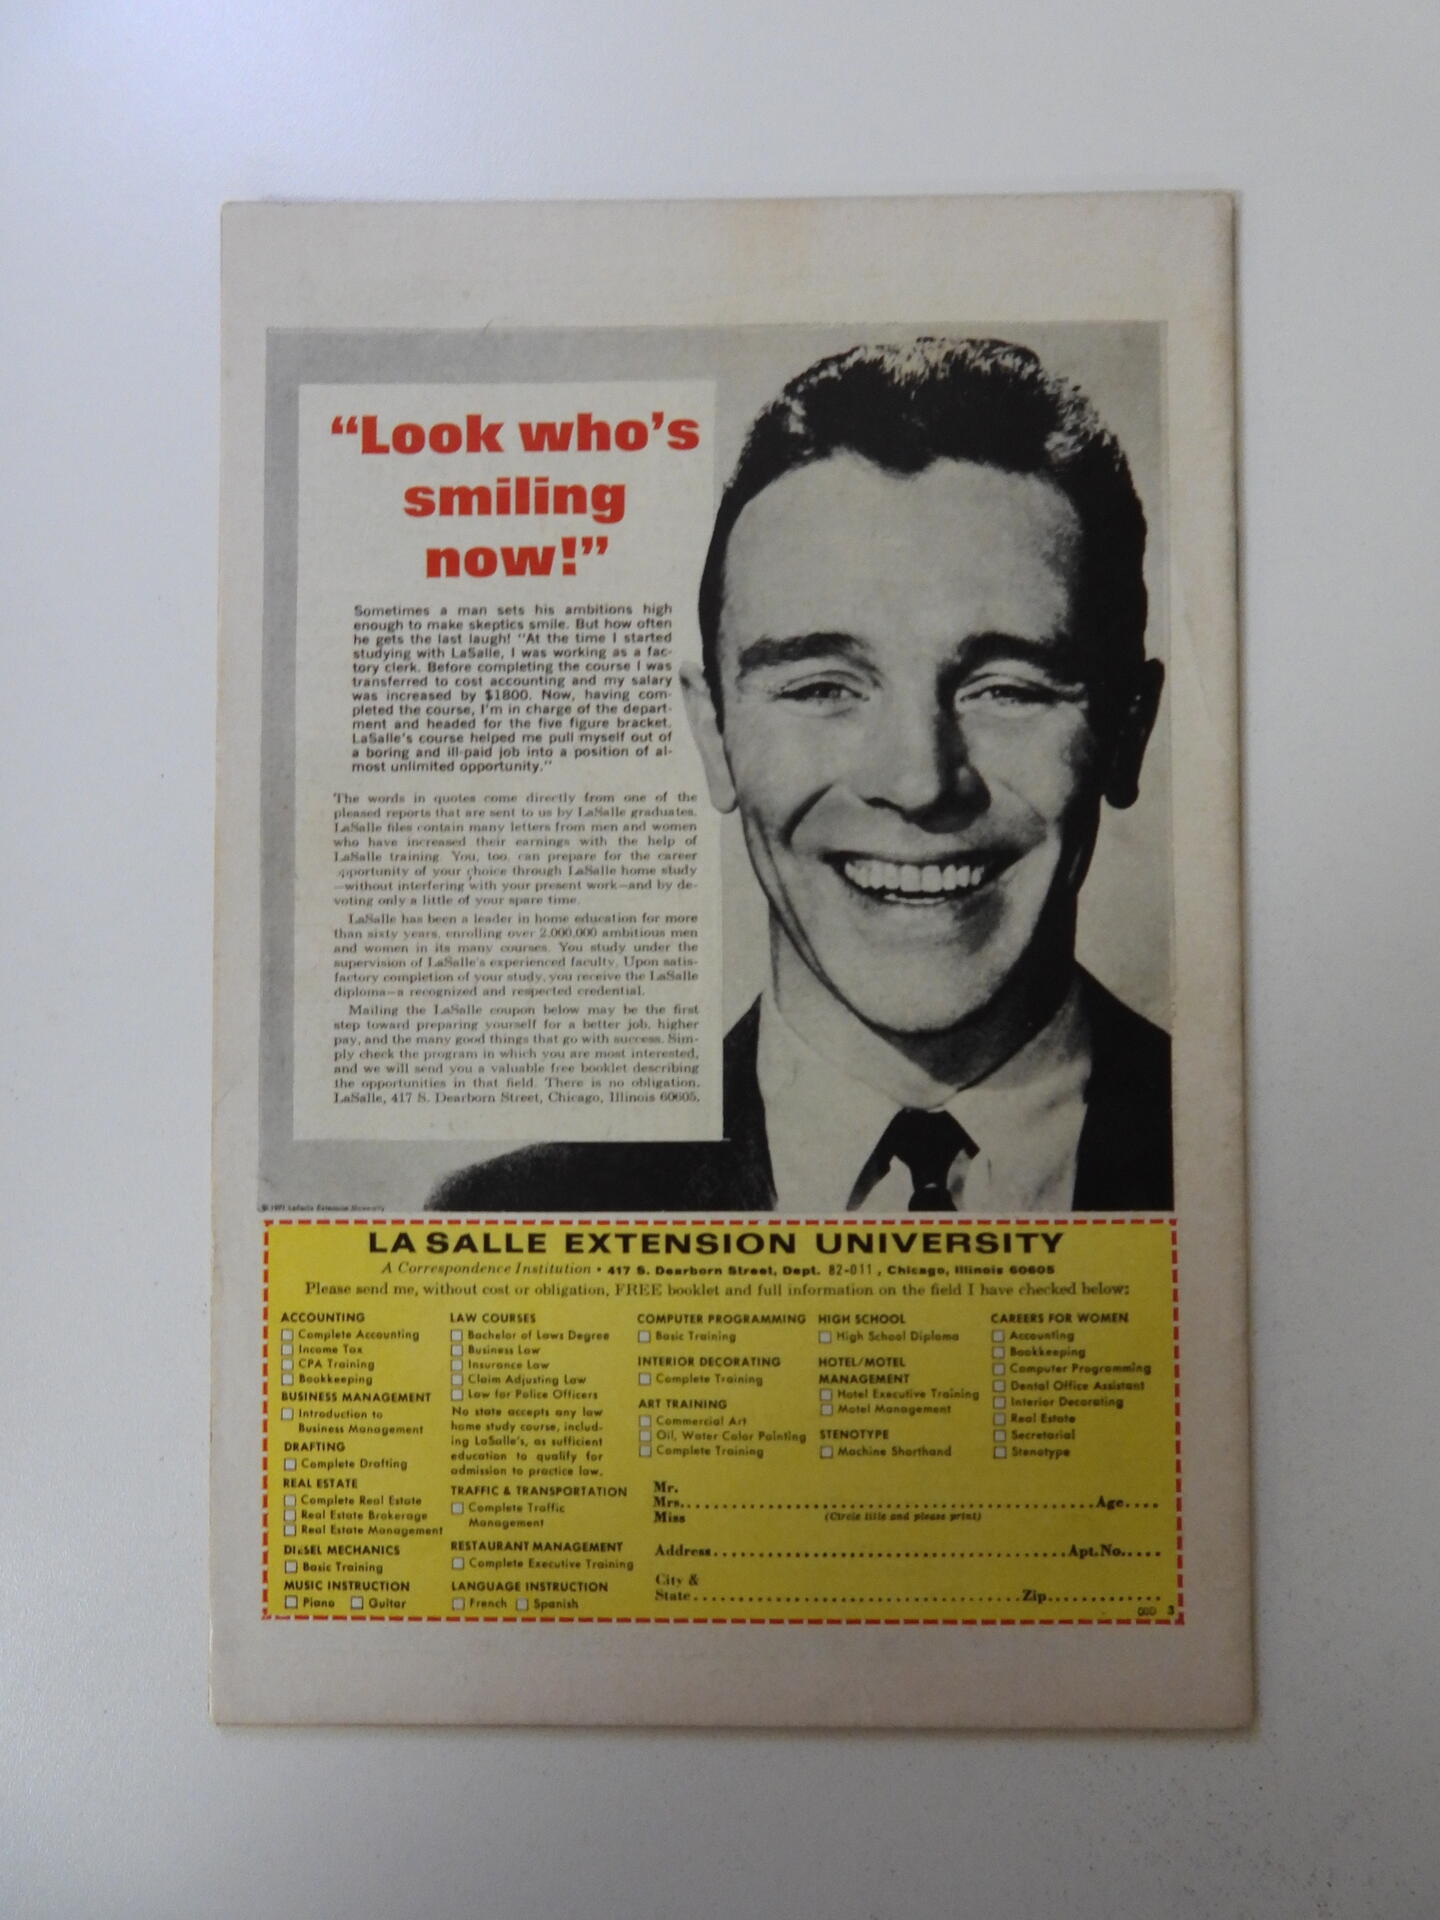 “Look who’s
smiling
now!”
Sometimes a man sets his ambitions high
enough to make skeptics smile. But how often
he gets the last laugh! “At the time I started
studying with LaSalle, I was working as a fac-
tory clerk. Before completing the course I was
transferred to cost accounting and my salary
was increased by $1800. Now, having com-
pleted the course, I’m in charge of the depart-
ment and headed for the five figure bracket.
LaSalle’s course helped me pull myself out of
a boring and ill-paid job into a position of al-
most unlimited opportunity.”
The words in quotes come directly from one of the
pleased reports that are sent to us by LaSalle graduates.
LaSalle files contain many letters from men and women
who have increased their earnings with the help of
LaSalle training. You, too, can prepare for the career
opportunity of your choice through LaSalle home study
—without interfering with your present work—and by de-
voting only a little of your spare time.
LaSalle has been a leader in home education for more
than sixty years, enrolling over 2,000,000 ambitious men
and women in its many courses. You study under the
supervision of LaSalle’s experienced faculty. Upon satis-
factory completion of your study, you receive the LaSalle
diploma—a recognized and respected credential.
Mailing the LaSalle coupon below may be the first
step toward preparing yourself for a better job, higher
pay, and the many good things that go with success. Sim-
ply check the program in which you are most interested,
and we will send you a valuable free booklet describing
the opportunities in that field. There is no obligation.
LaSalle, 417 S. Dearborn Street, Chicago, Illinois 60605.
© 1971 LaSalle Extension University
LA SALLE EXTENSION UNIVERSITY
A Correspondence Institution • 417 S. Dearborn Street, Dept. 82-011, Chicago, Illinois 60605
Please send me, without cost or obligation, FREE booklet and full information on the field I have checked below:
ACCOUNTING
Complete Accounting
Income Tax
CPA Training
Bookkeeping
BUSINESS MANAGEMENT
Introduction to
Business Management
DRAFTING
Complete Drafting
REAL ESTATE
Complete Real Estate
Real Estate Brokerage
Real Estate Management
DIESEL MECHANICS
Basic Training
MUSIC INSTRUCTION
Piano Guitar
LAW COURSES
Bachelor of Laws Degree
Business Law
Insurance Law
Claim Adjusting Law
Law for Police Officers
No state accepts any law
home study course, includ-
ing LaSalle’s, as sufficient
education to qualify for
admission to practice law.
TRAFFIC & TRANSPORTATION
Complete Traffic
Management
RESTAURANT MANAGEMENT
Complete Executive Training
LANGUAGE INSTRUCTION
French Spanish
COMPUTER PROGRAMMING
Basic Training
INTERIOR DECORATING
Complete Training
ART TRAINING
Commercial Art
Oil, Water Color Painting
Complete Training
HIGH SCHOOL
High School Diploma
HOTEL/MOTEL
MANAGEMENT
Hotel Executive Training
Motel Management
STENOTYPE
Machine Shorthand
CAREERS FOR WOMEN
Accounting
Bookkeeping
Computer Programming
Dental Office Assistant
Interior Decorating
Real Estate
Secretarial
Stenotype
Mr.
Mrs. Age
Miss (Circle title and please print)
Address Apt.No.
City &
State Zip
3